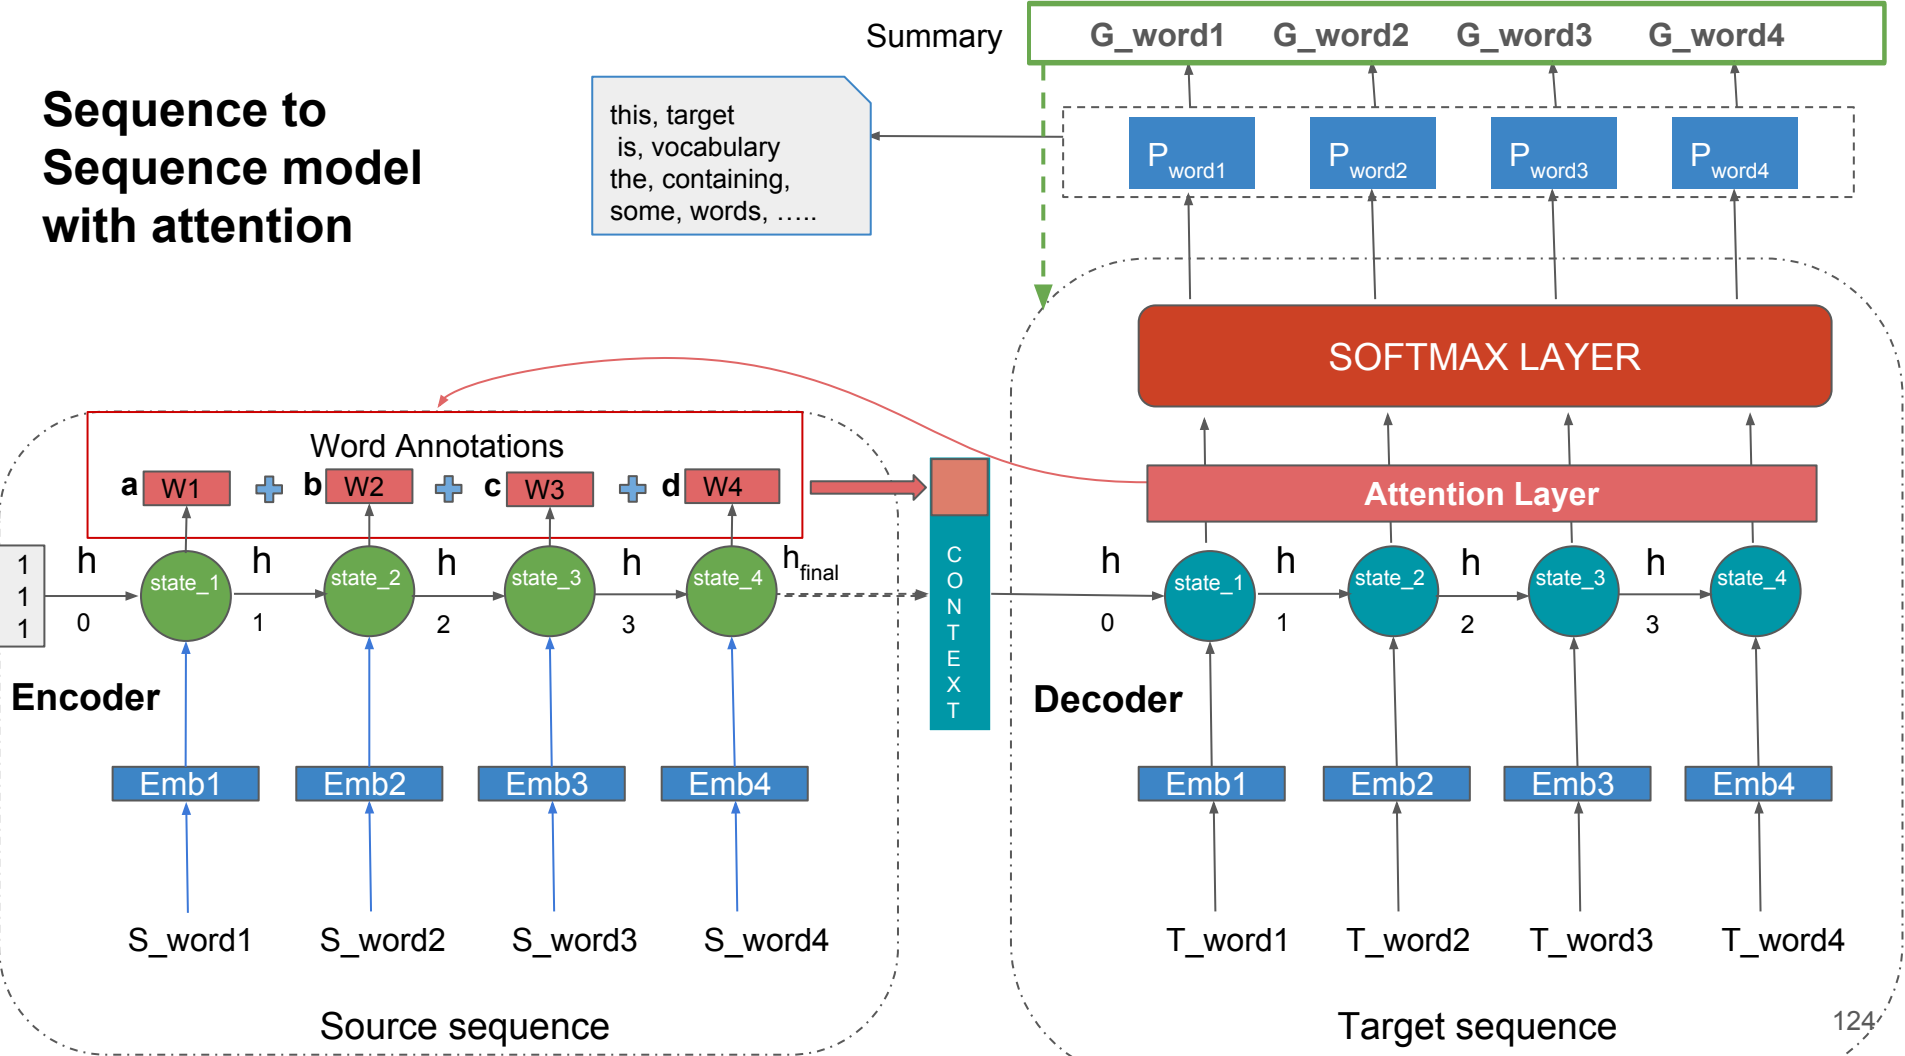 Summary
G_word1 G_word2 G_word3 G_word4
Sequence to
Sequence model
with attention
this, target
is, vocabulary
the, containing,
some, words, …..
P word1 P word2 P word3 P word4
SOFTMAX LAYER
Word Annotations
a W1 b W2 c W3 d W4
Attention Layer
1
1
1
h h h h h final
0 1 2 3
state_1 state_2 state_3 state_4
CONTEXT
h h h h
0 1 2 3
state_1 state_2 state_3 state_4
Encoder
Decoder
Emb1 Emb2 Emb3 Emb4
Emb1 Emb2 Emb3 Emb4
S_word1 S_word2 S_word3 S_word4
T_word1 T_word2 T_word3 T_word4
Source sequence
Target sequence
124